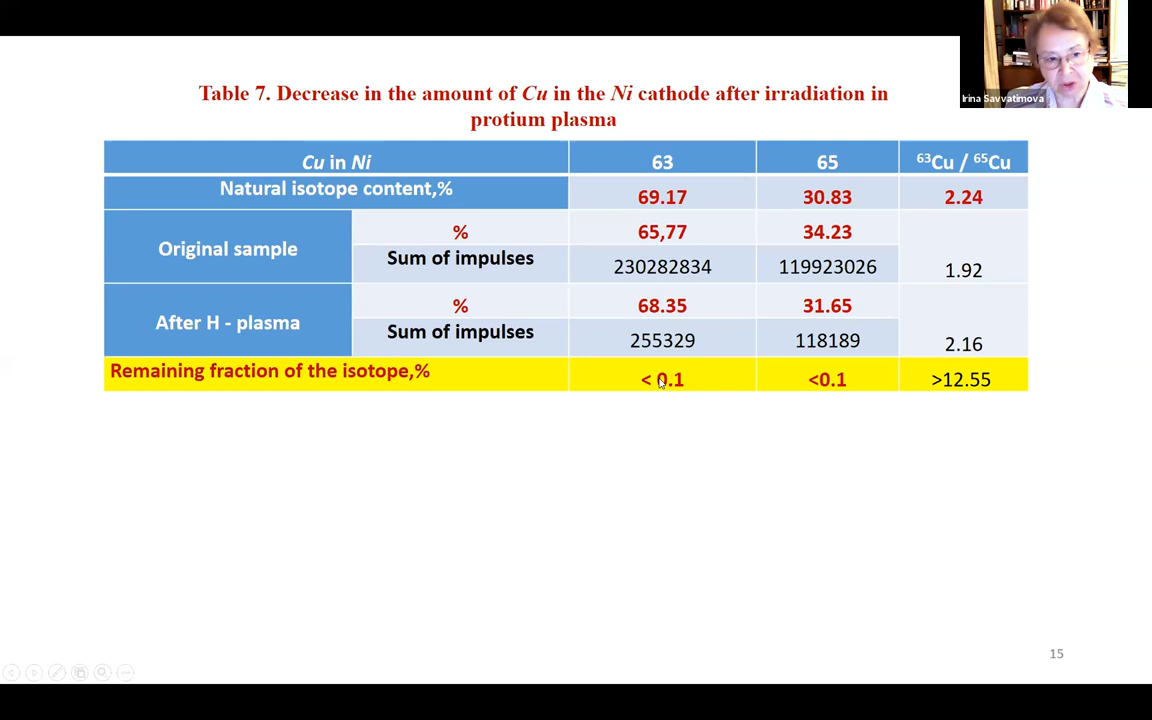 Irina Savvatimova
Table 7. Decrease in the amount of Cu in the Ni cathode after irradiation in
protium plasma
Cu in Ni 63 65 ⁶³Cu / ⁶⁵Cu
Natural isotope content,% 69.17 30.83 2.24
Original sample % 65,77 34.23 1.92
Sum of impulses 230282834 119923026
After H - plasma % 68.35 31.65 2.16
Sum of impulses 255329 118189
Remaining fraction of the isotope,% < 0.1 <0.1 >12.55
15